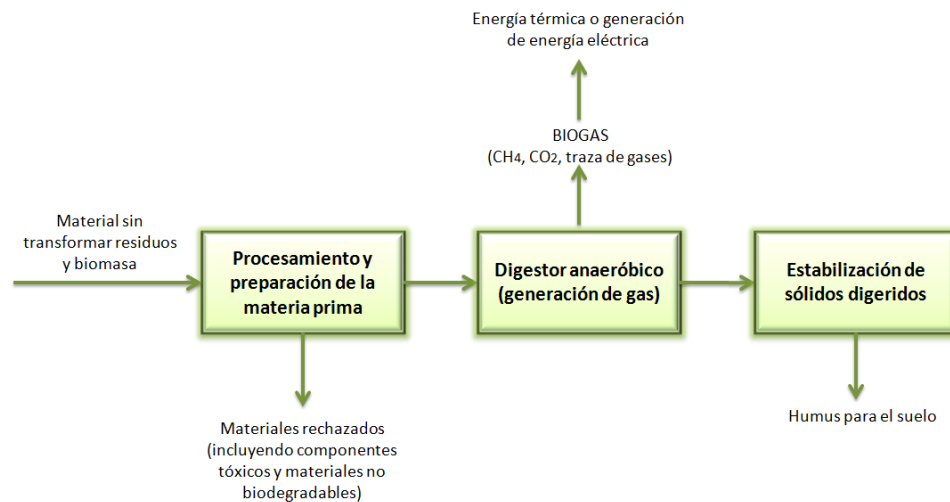 Energía térmica o generación
de energía eléctrica
BIOGAS
(CH4, CO2, traza de gases)
Material sin
transformar residuos
y biomasa
Procesamiento y
preparación de la
materia prima
Digestor anaeróbico
(generación de gas)
Estabilización de
sólidos digeridos
Materiales rechazados
(incluyendo componentes
tóxicos y materiales no
biodegradables)
Humus para el suelo